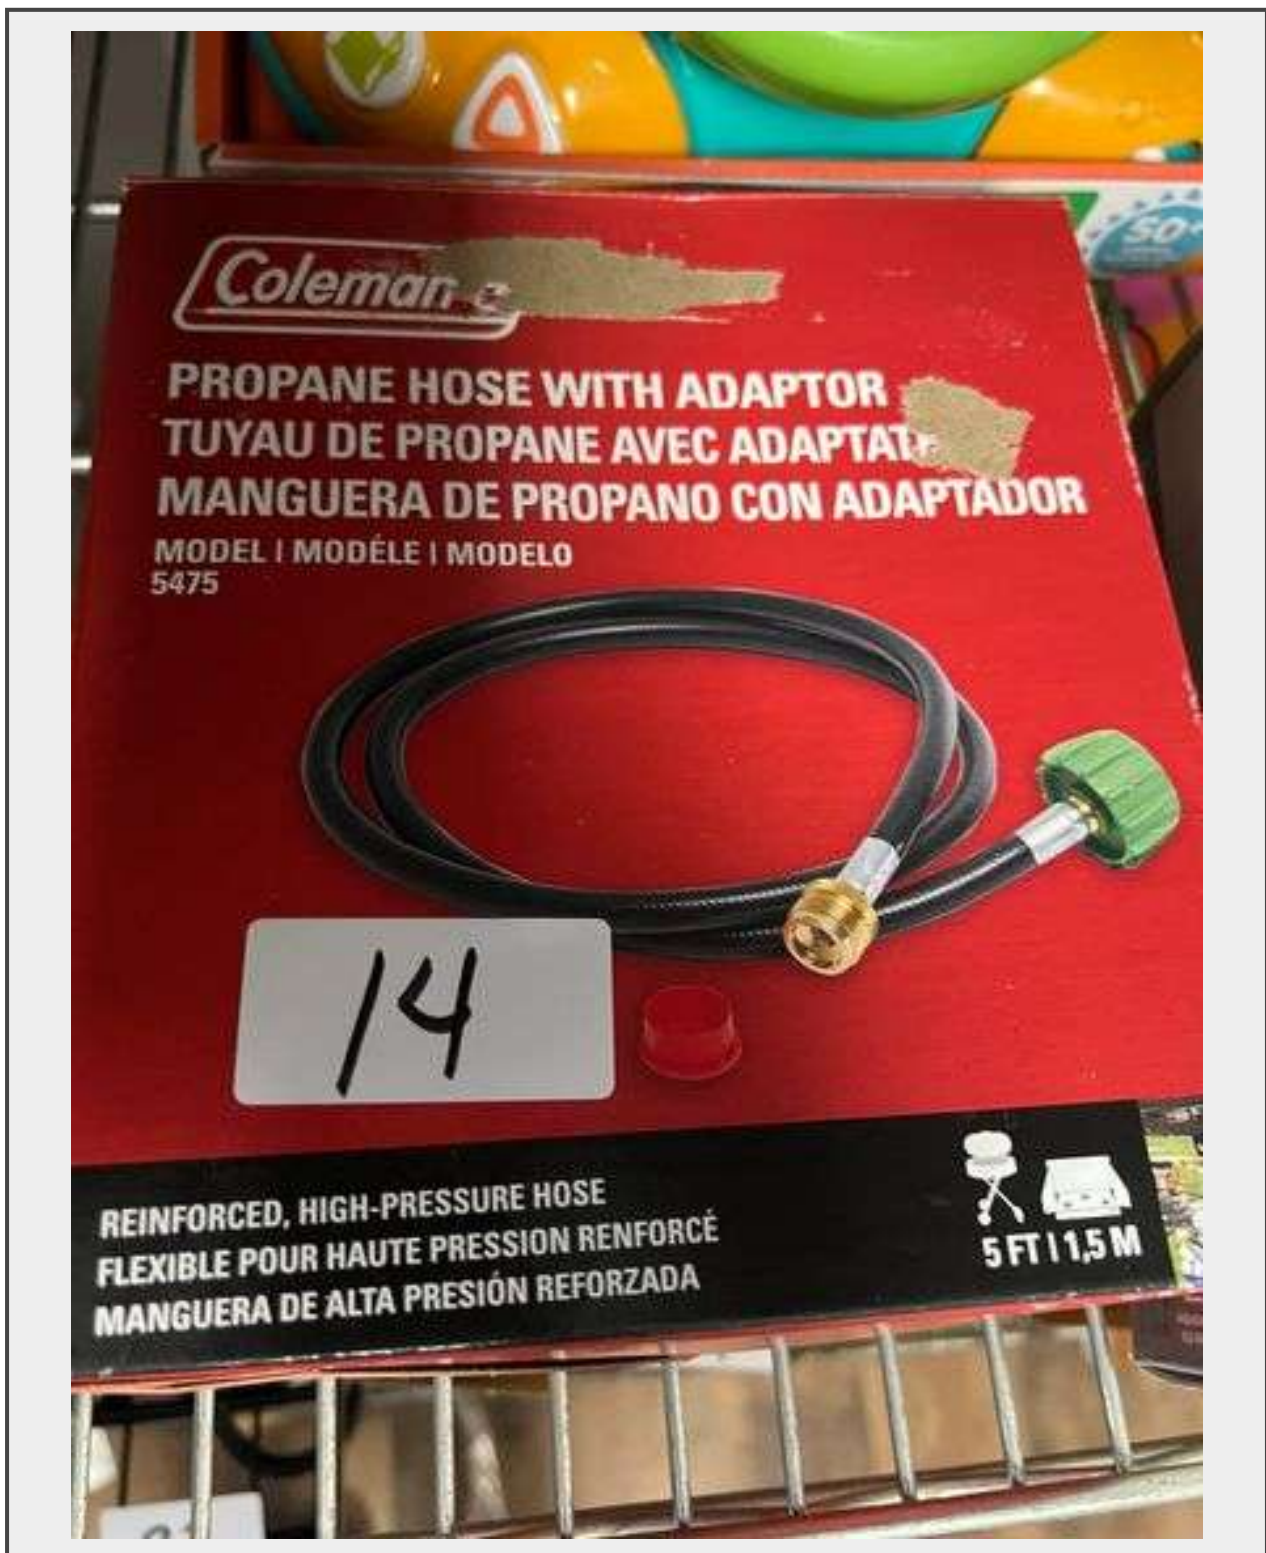 Coleman
PROPANE HOSE WITH ADAPTOR
TUYAU DE PROPANE AVEC
MANGUERA DE PROPANO CON ADAPTADOR
MODEL | MODÈLE | MODELO
5475
14
REINFORCED, HIGH-PRESSURE HOSE
FLEXIBLE POUR HAUTE PRESSION RENFORCÉ
MANGUERA DE ALTA PRESIÓN REFORZADA
5 FT | 1,5 M